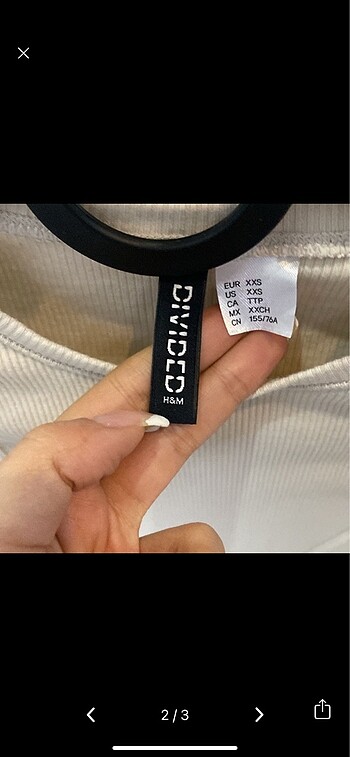 EUR XXS
US XXS
CA TTP
MX XXCH
CN 155/76A
DIVIDED
H&M
2 / 3